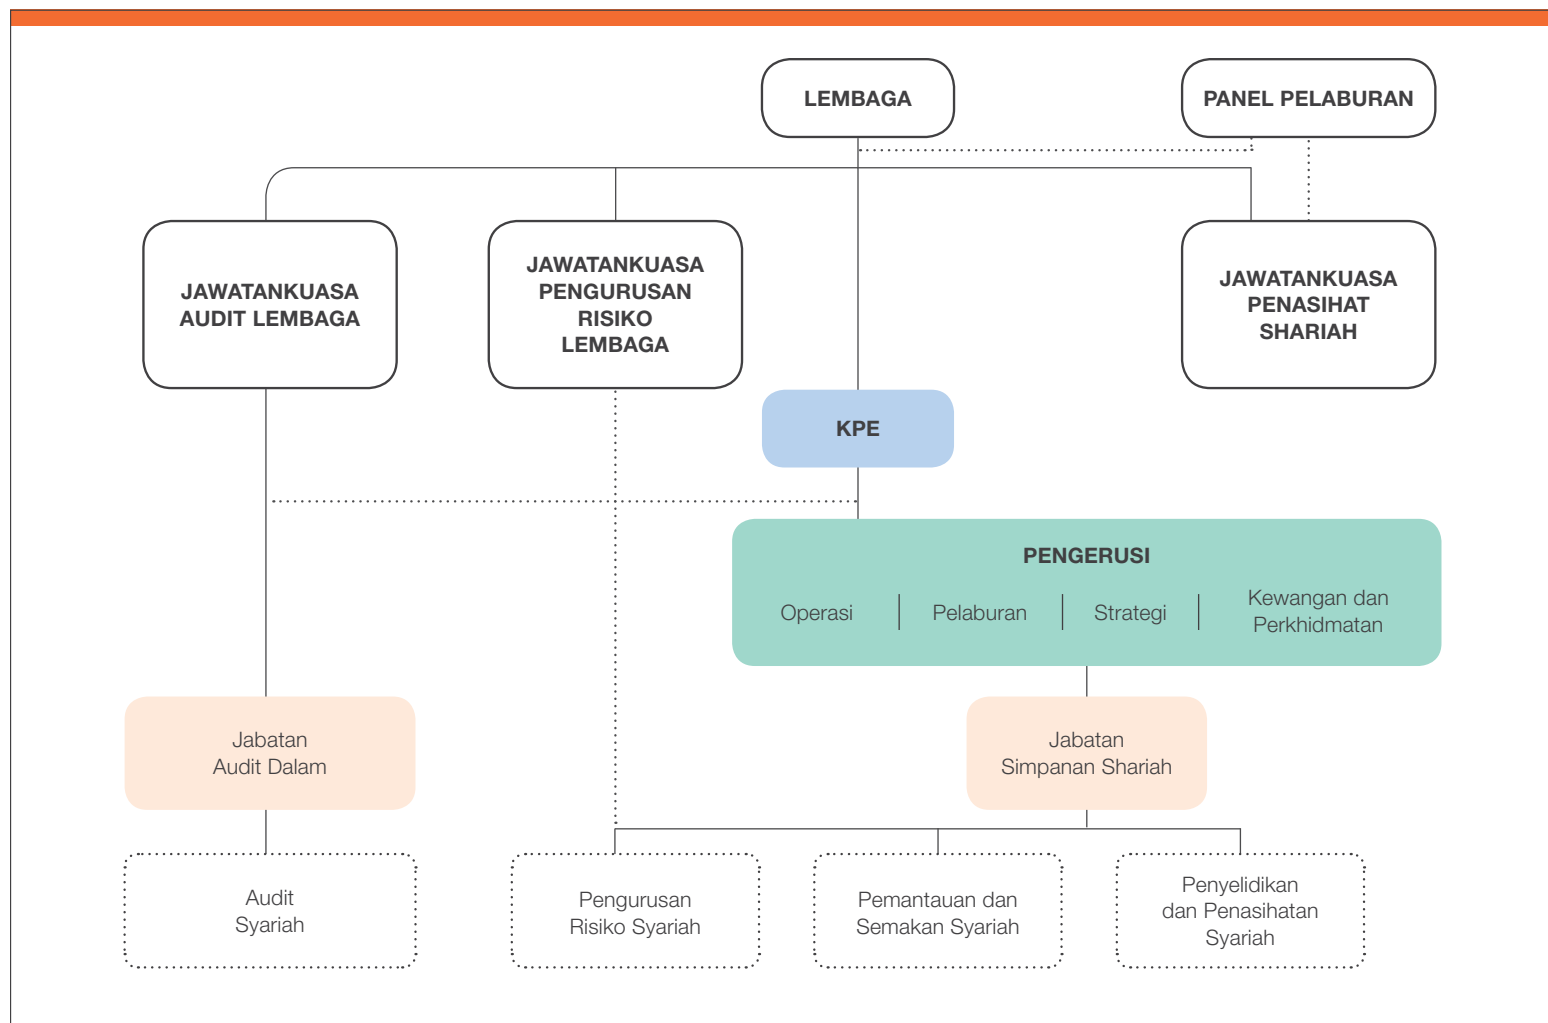 LEMBAGA
PANEL PELABURAN
JAWATANKUASA
AUDIT LEMBAGA
JAWATANKUASA
PENGURUSAN
RISIKO
LEMBAGA
JAWATANKUASA
PENASIHAT
SHARIAH
KPE
PENGERUSI
Operasi
Pelaburan
Strategi
Kewangan dan
Perkhidmatan
Jabatan
Audit Dalam
Jabatan
Simpanan Shariah
Audit
Syariah
Pengurusan
Risiko Syariah
Pemantauan dan
Semakan Syariah
Penyelidikan
dan Penasihatan
Syariah